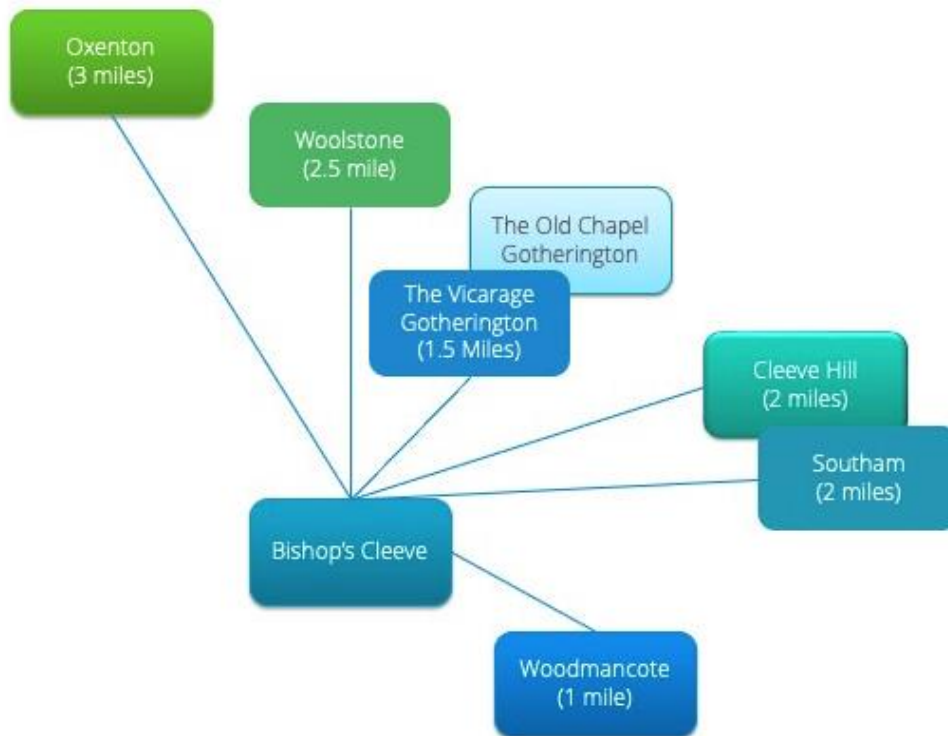 Oxenton
(3 miles)
Woolstone
(2.5 mile)
The Old Chapel
Gotherington
The Vicarage
Gotherington
(1.5 Miles)
Cleeve Hill
(2 miles)
Southam
(2 miles)
Bishop's Cleeve
Woodmancote
(1 mile)